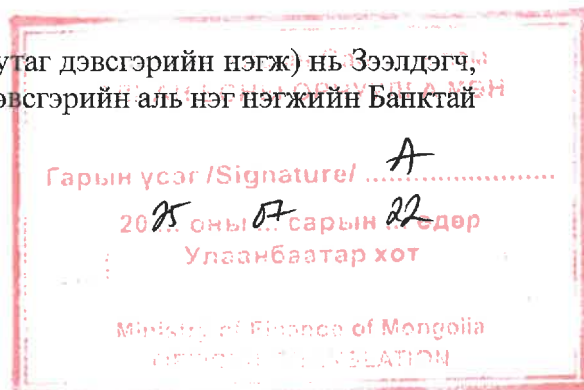 утаг дэвсгэрийн нэгж) нь Зээлдэгч,
эвсгэрийн аль нэг нэгжийн Банктай
Гарын үсэг /Signature/ ........................
2025 оны 07 сарын 22 өдөр
Улаанбаатар хот
Ministry of Finance of Mongolia